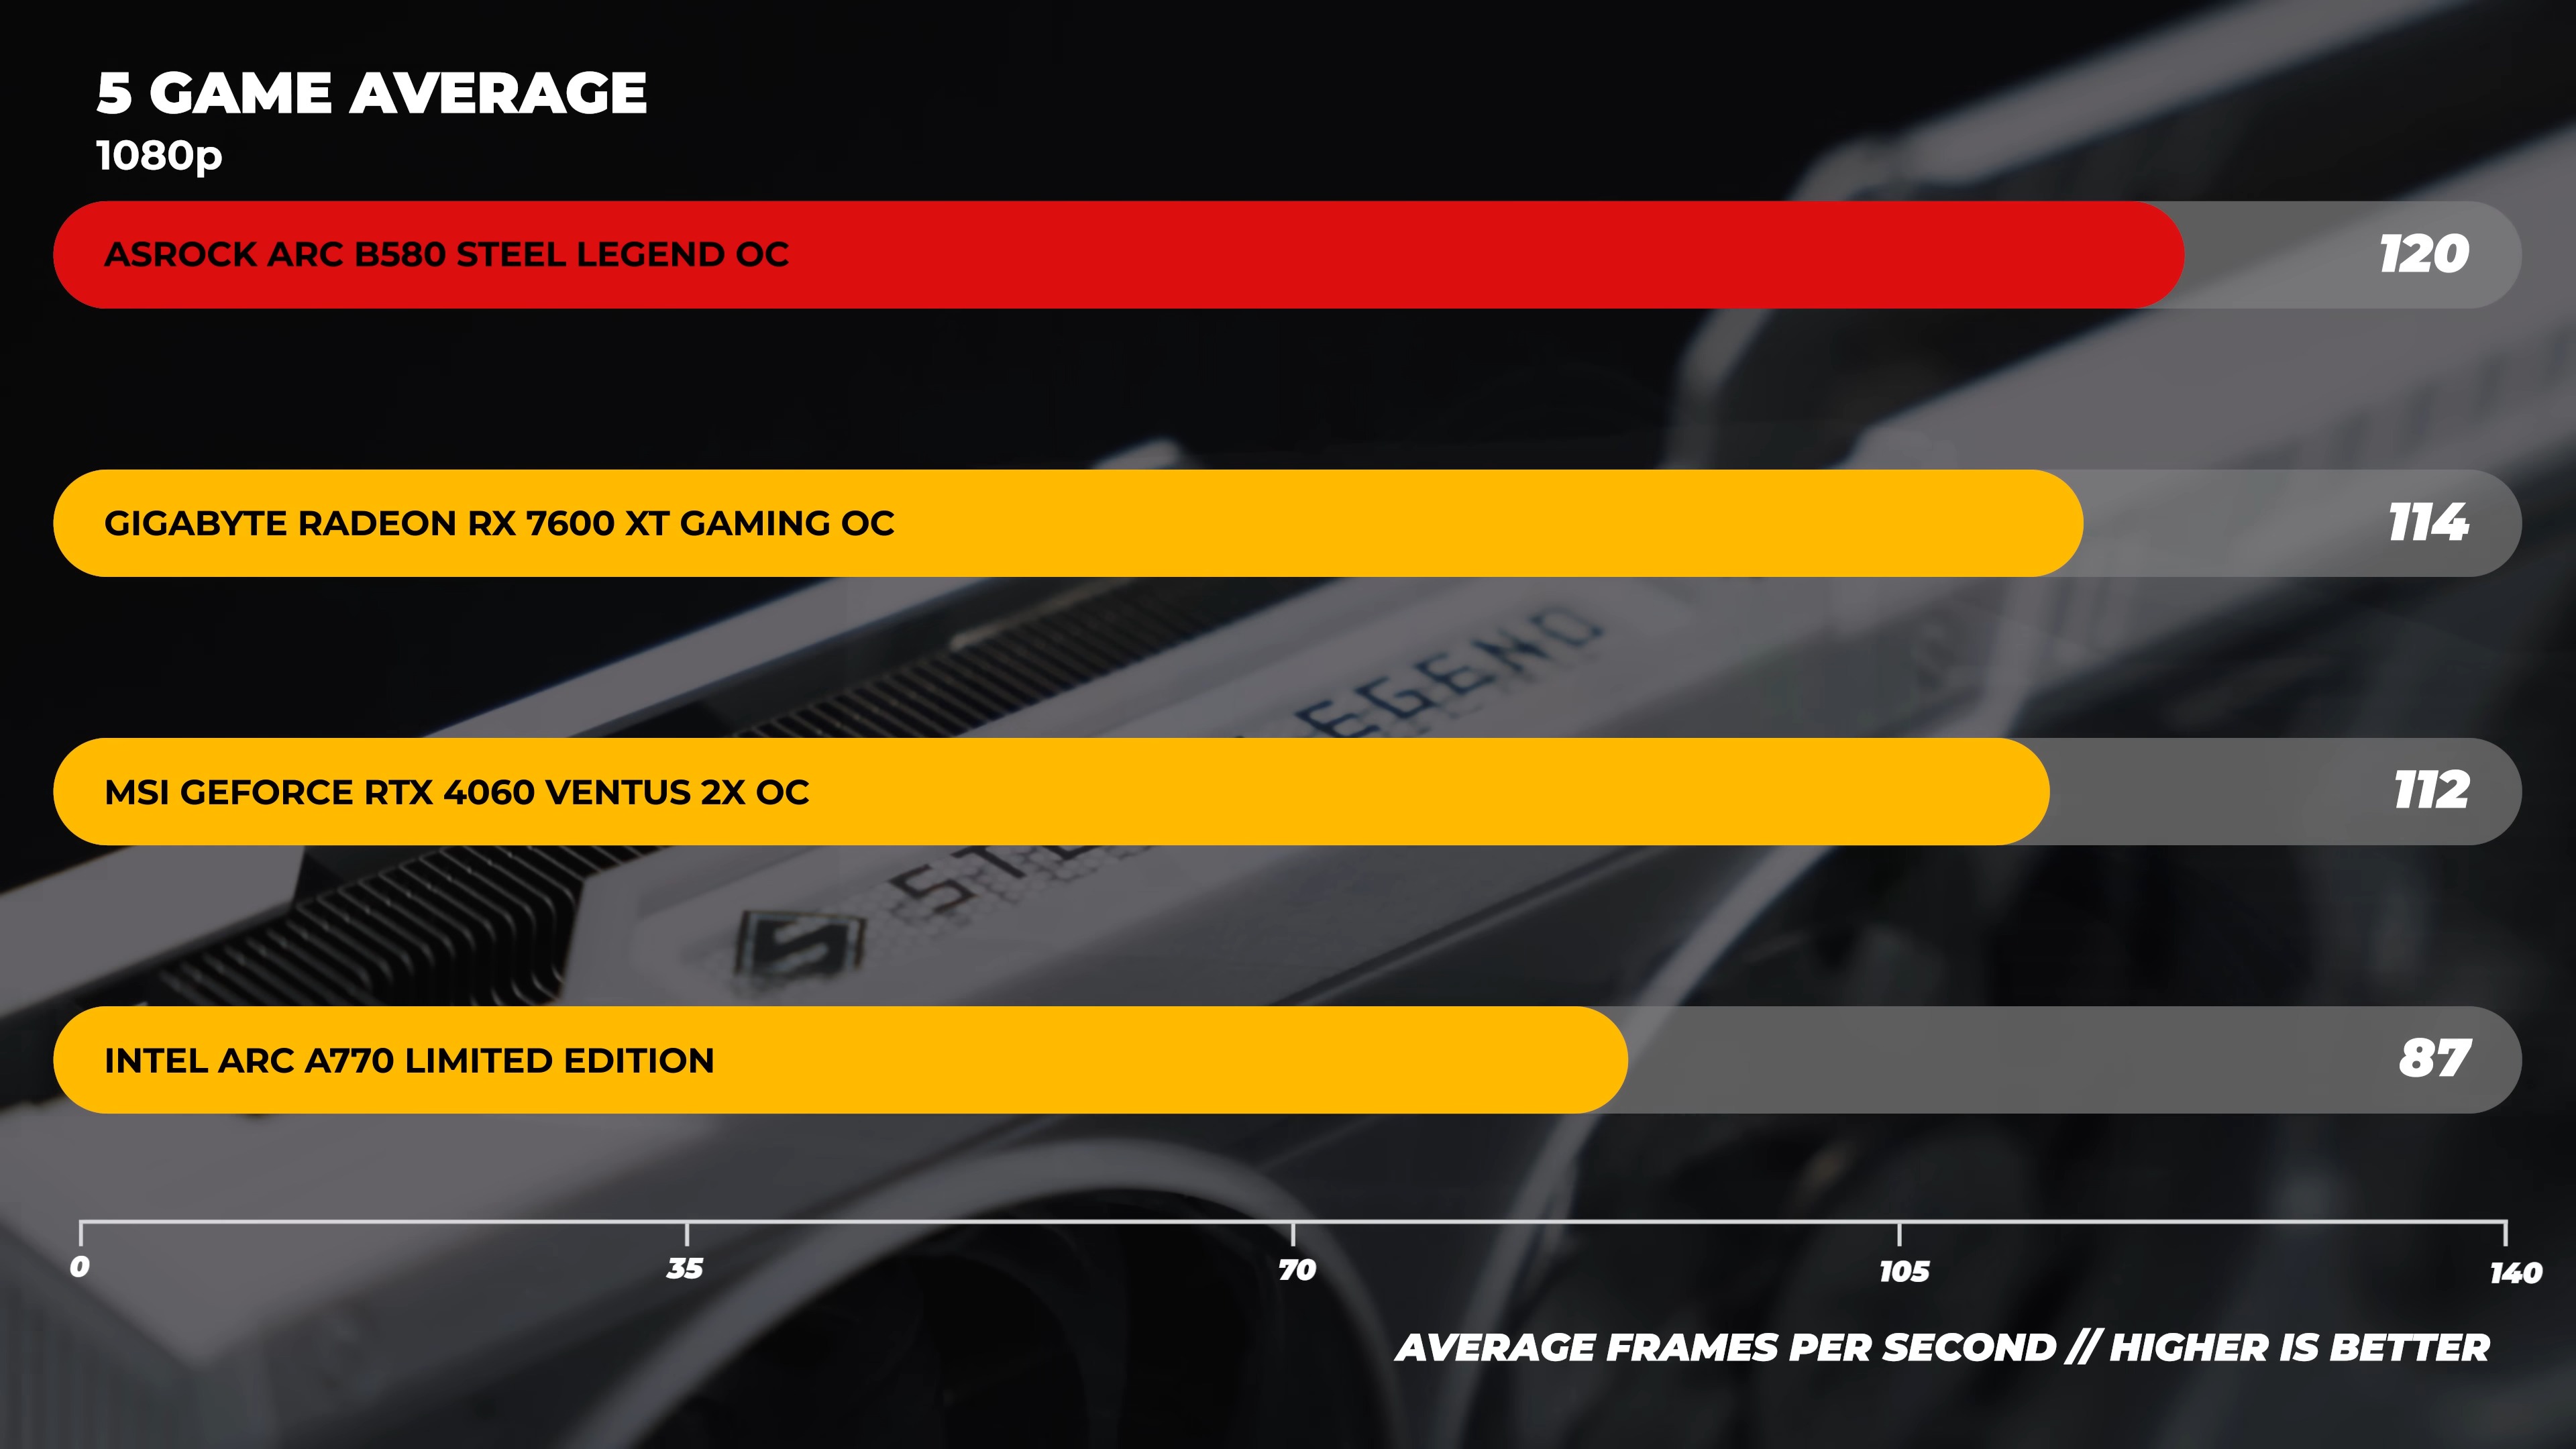 5 GAME AVERAGE
1080p
ASROCK ARC B580 STEEL LEGEND OC
120
GIGABYTE RADEON RX 7600 XT GAMING OC
114
EGEND
MSI GEFORCE RTX 4060 VENTUS 2X OC
112
S STE
INTEL ARC A770 LIMITED EDITION
87
0 35 70 105 140
AVERAGE FRAMES PER SECOND // HIGHER IS BETTER